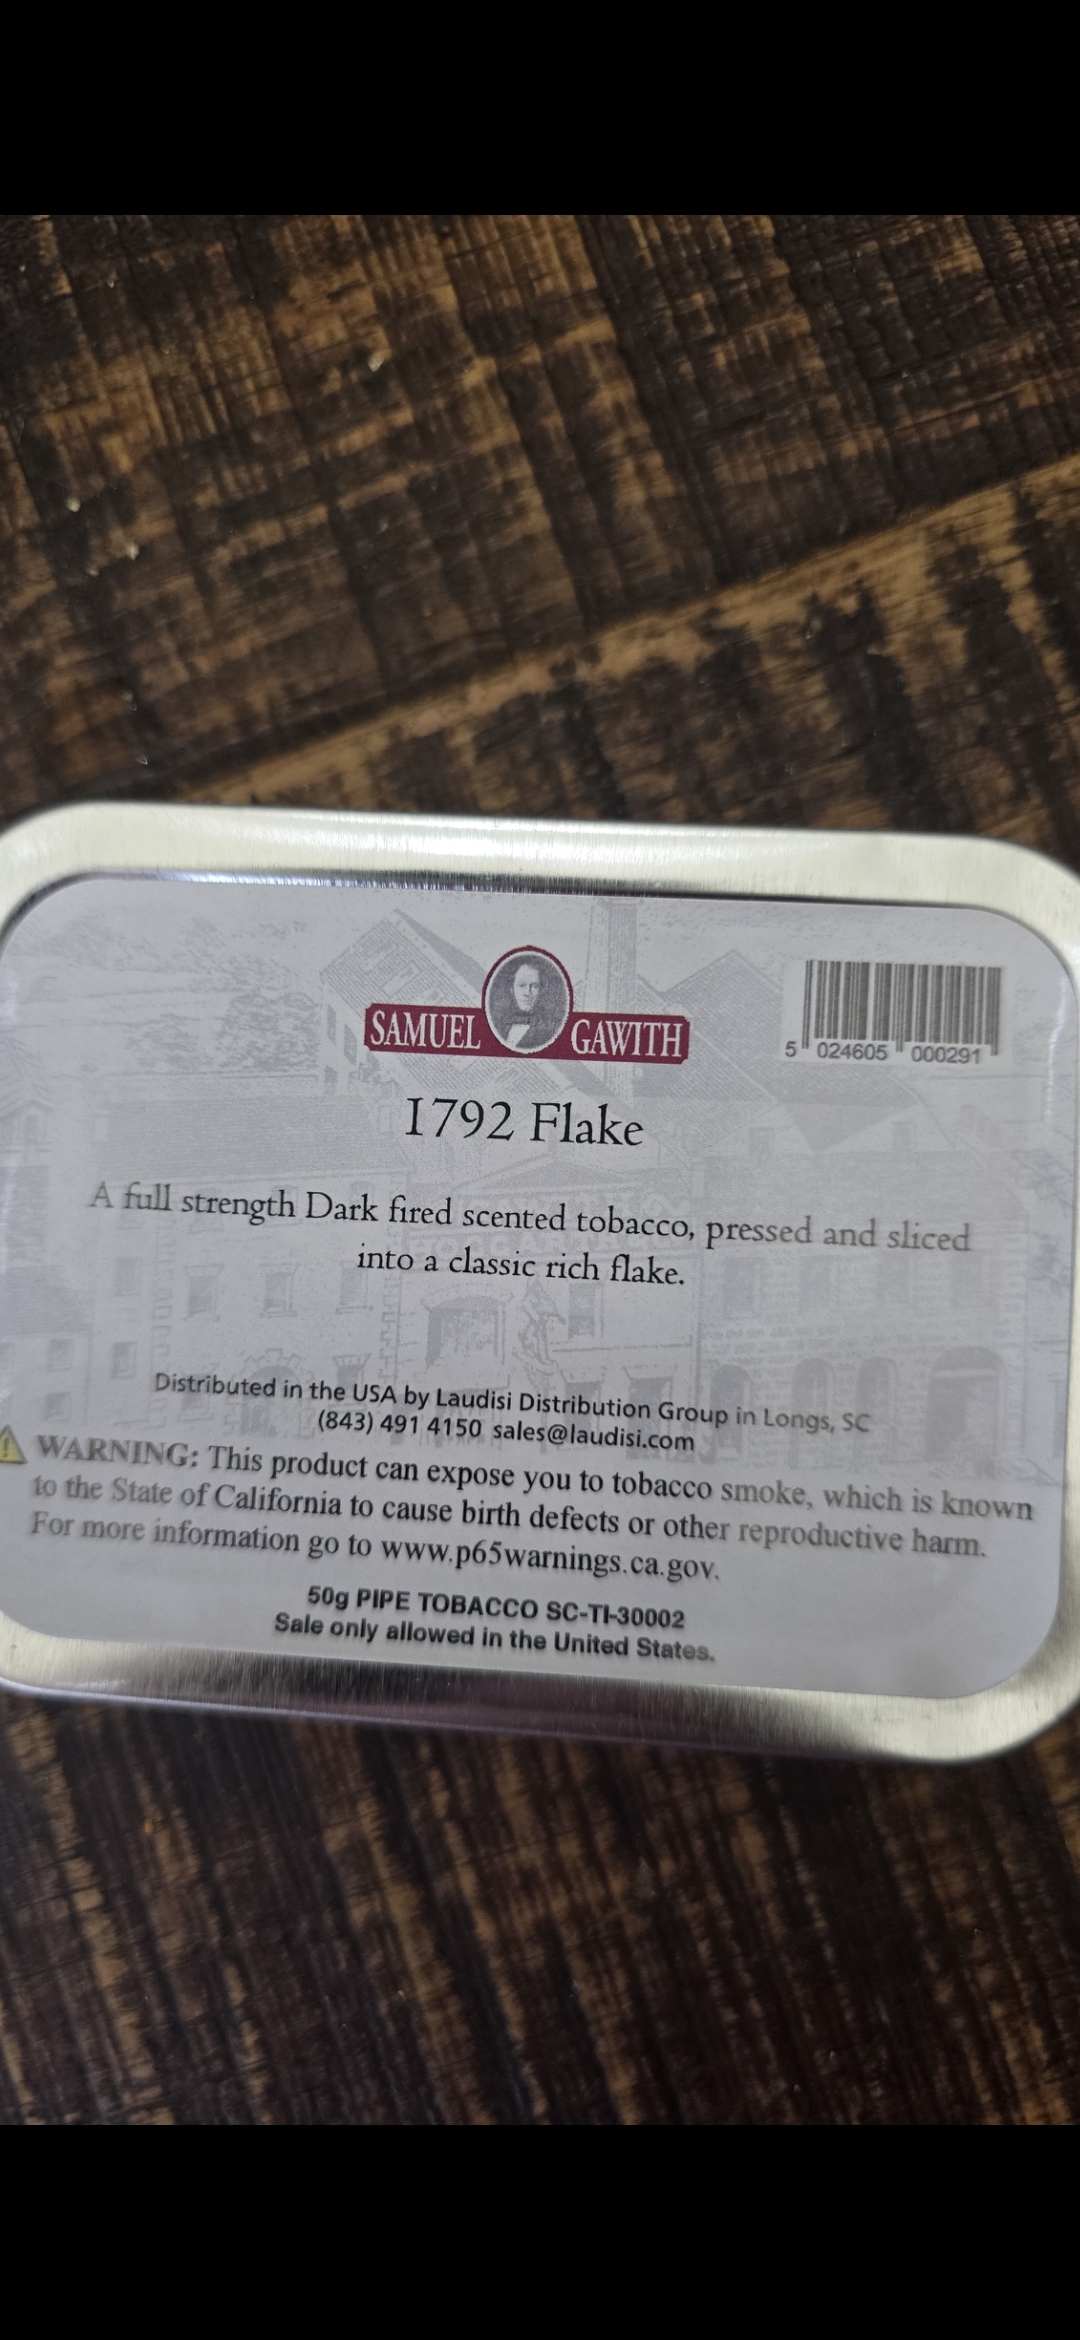 SAMUEL GAWITH
5 024605 000291
1792 Flake
A full strength Dark fired scented tobacco, pressed and sliced
into a classic rich flake.
Distributed in the USA by Laudisi Distribution Group in Longs, SC
(843) 491 4150 sales@laudisi.com
WARNING: This product can expose you to tobacco smoke, which is known
to the State of California to cause birth defects or other reproductive harm.
For more information go to www.p65warnings.ca.gov.
50g PIPE TOBACCO SC-TI-30002
Sale only allowed in the United States.